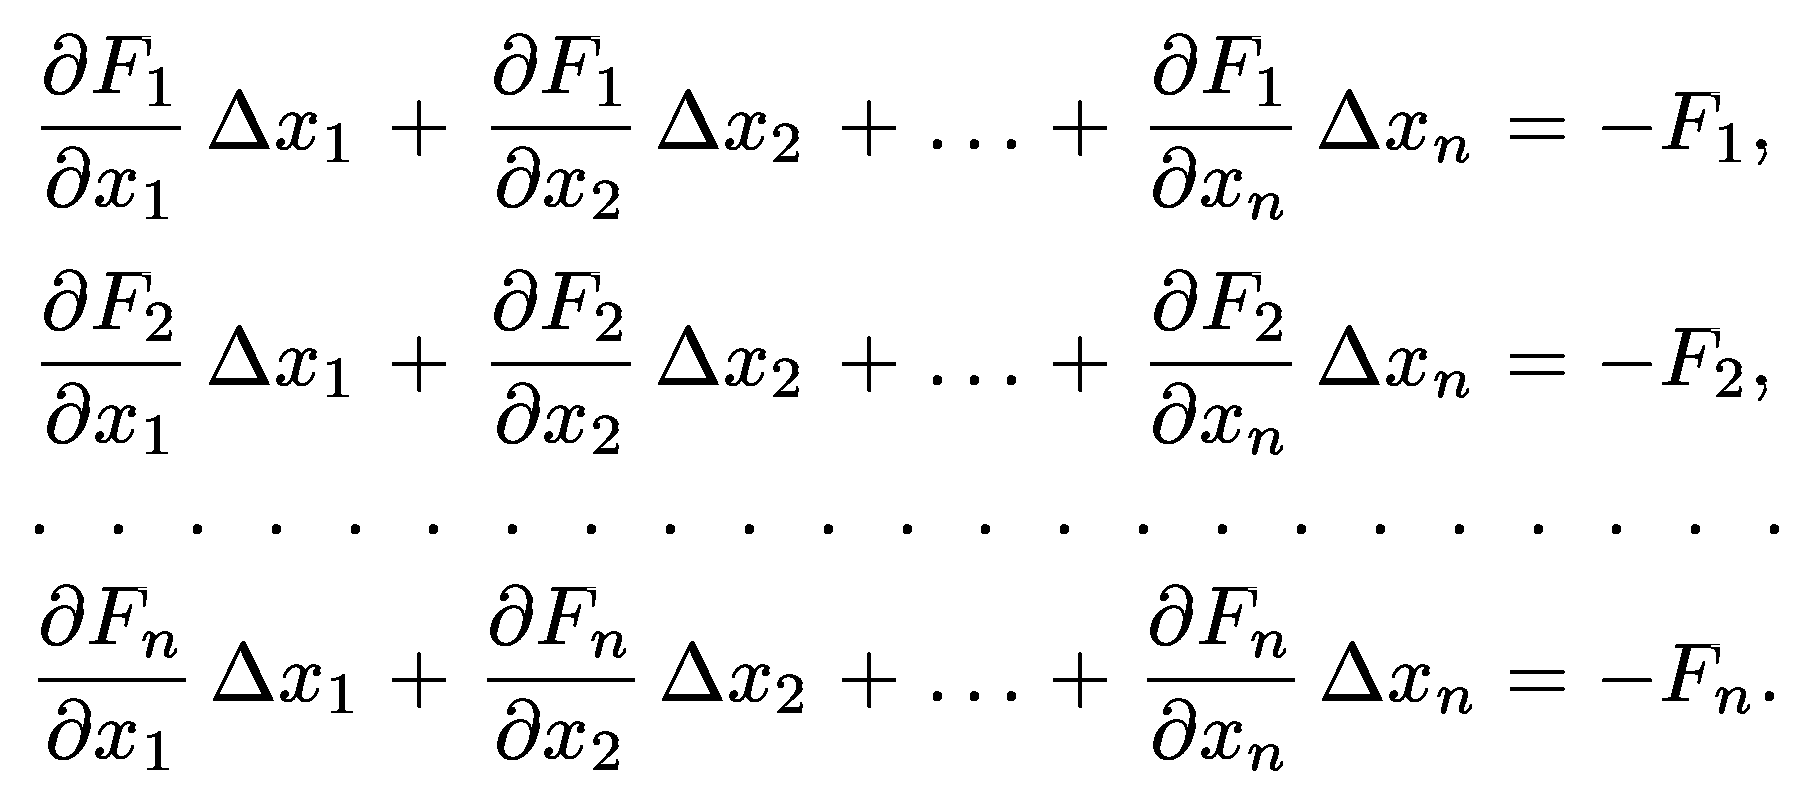 ∂F₁/∂x₁ Δx₁ + ∂F₁/∂x₂ Δx₂ + ... + ∂F₁/∂xₙ Δxₙ = −F₁,
∂F₂/∂x₁ Δx₁ + ∂F₂/∂x₂ Δx₂ + ... + ∂F₂/∂xₙ Δxₙ = −F₂,
. . . . . . . . . . . . . . . . . . . . . . .
∂Fₙ/∂x₁ Δx₁ + ∂Fₙ/∂x₂ Δx₂ + ... + ∂Fₙ/∂xₙ Δxₙ = −Fₙ.